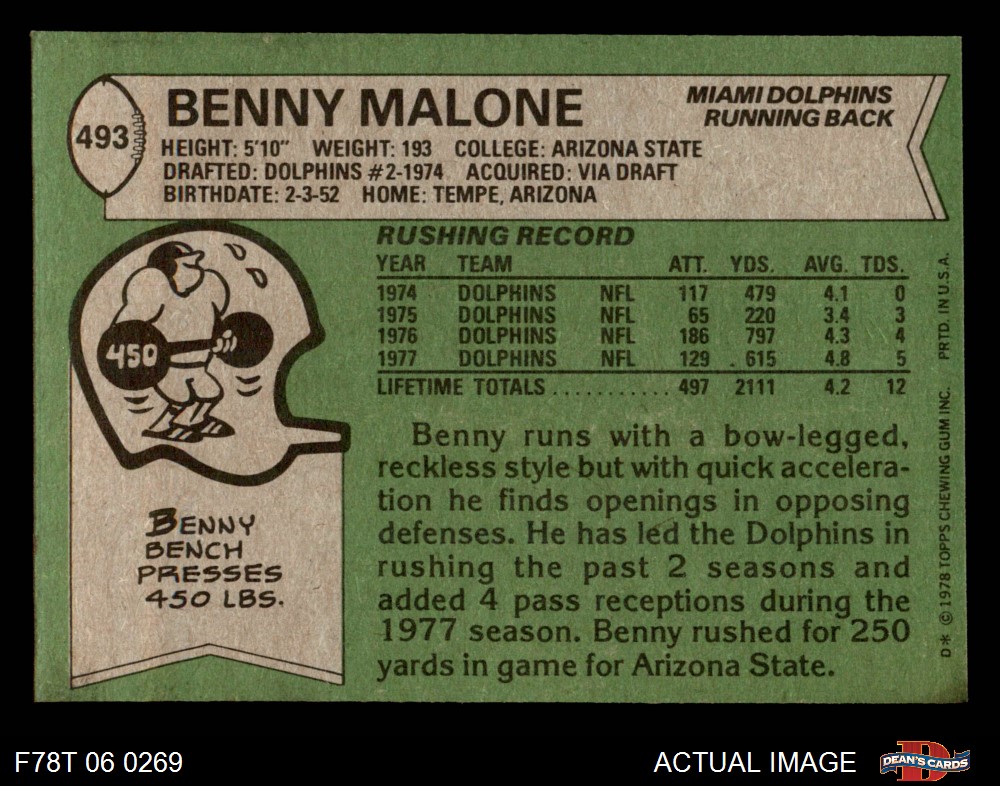 493
BENNY MALONE
MIAMI DOLPHINS
RUNNING BACK
HEIGHT: 5'10" WEIGHT: 193 COLLEGE: ARIZONA STATE
DRAFTED: DOLPHINS #2-1974 ACQUIRED: VIA DRAFT
BIRTHDATE: 2-3-52 HOME: TEMPE, ARIZONA
RUSHING RECORD
YEAR TEAM ATT. YDS. AVG. TDS.
1974 DOLPHINS NFL 117 479 4.1 0
1975 DOLPHINS NFL 65 220 3.4 3
1976 DOLPHINS NFL 186 797 4.3 4
1977 DOLPHINS NFL 129 615 4.8 5
LIFETIME TOTALS ........... 497 2111 4.2 12
450
BENNY
BENCH
PRESSES
450 LBS.
Benny runs with a bow-legged,
reckless style but with quick accelera-
tion he finds openings in opposing
defenses. He has led the Dolphins in
rushing the past 2 seasons and
added 4 pass receptions during the
1977 season. Benny rushed for 250
yards in game for Arizona State.
D* © 1978 TOPPS CHEWING GUM INC. PRTD. IN U.S.A.
F78T 06 0269
ACTUAL IMAGE
D
DEAN'S CARDS